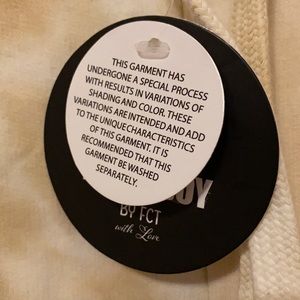 THIS GARMENT HAS
UNDERGONE A SPECIAL PROCESS
WITH RESULTS IN VARIATIONS OF
SHADING AND COLOR. THESE
VARIATIONS ARE INTENDED AND ADD
TO THE UNIQUE CHARACTERISTICS
OF THIS GARMENT. IT IS
RECOMMENDED THAT THIS
GARMENT BE WASHED
SEPARATELY.
BY FCT
with Love